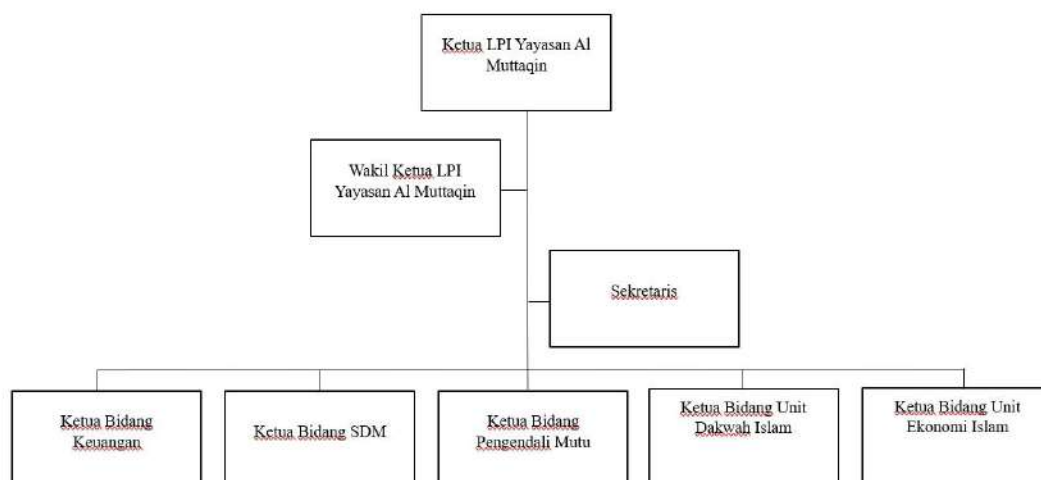 Ketua LPI Yayasan Al
Muttaqin
Wakil Ketua LPI
Yayasan Al Muttaqin
Sekretaris
Ketua Bidang
Keuangan
Ketua Bidang SDM
Ketua Bidang
Pengendali Mutu
Ketua Bidang Unit
Dakwah Islam
Ketua Bidang Unit
Ekonomi Islam